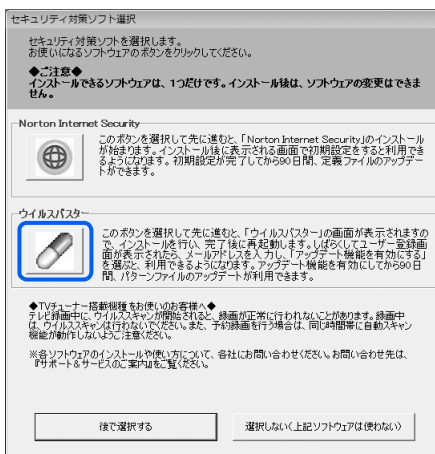 セキュリティ対策ソフト選択
セキュリティ対策ソフトを選択します。
お使いになるソフトウェアのボタンをクリックしてください。
◆ご注意◆
インストールできるソフトウェアは、1つだけです。インストール後は、ソフトウェアの変更はできま
せん。
Norton Internet Security
このボタンを選択して先に進むと、「Norton Internet Security」のインストール
が始まります。インストール後に表示される画面で初期設定をすると利用でき
るようになります。初期設定が完了してから90日間、定義ファイルのアップデー
トができます。
ウイルスバスター
このボタンを選択して先に進むと、「ウイルスバスター」の画面が表示されますの
で、インストールを行い、完了後に再起動します。しばらくしてユーザー登録画
面が表示されたら、メールアドレスを入力し、「アップデート機能を有効にする」
を選ぶと、利用できるようになります。アップデート機能を有効にしてから90日
間、パターンファイルのアップデートが利用できます。
◆TVチューナー搭載機種をお使いのお客様へ◆
テレビ録画中に、ウイルススキャンが開始されると、録画が正常に行われないことがあります。録画中
は、ウイルススキャンは行わないでください。また、予約録画を行う場合は、同じ時間帯に自動スキャン
機能が動作しないようご注意ください。
※各ソフトウェアのインストールや使い方について、各社にお問い合わせください。お問い合わせ先は、
『サポート&サービスのご案内』をご覧ください。
後で選択する
選択しない(上記ソフトウェアは使わない)